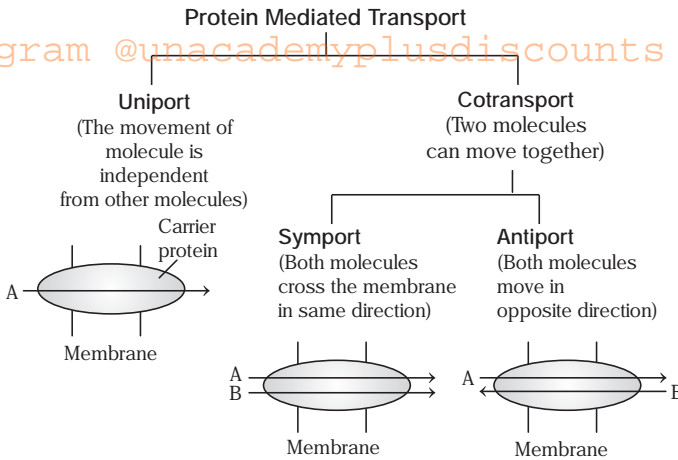 Protein Mediated Transport
gram @unacademyplusdiscounts
Uniport
(The movement of
molecule is
independent
from other molecules)
Cotransport
(Two molecules
can move together)
Carrier
protein
A
Membrane
Symport
(Both molecules
cross the membrane
in same direction)
A
B
Membrane
Antiport
(Both molecules
move in
opposite direction)
A
B
Membrane